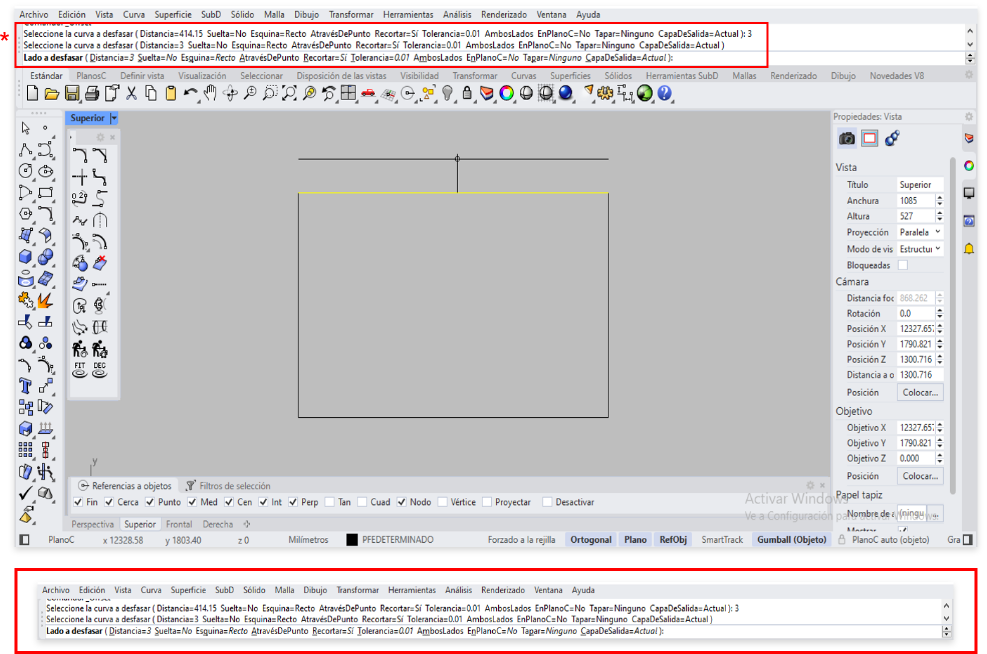 Archivo Edición Vista Curva Superficie SubD Sólido Malla Dibujo Transformar Herramientas Análisis Renderizado Ventana Ayuda
*
Seleccione la curva a desfasar ( Distancia=414.15 Suelta=No Esquina=Recto AtravésDePunto Recortar=Sí Tolerancia=0.01 AmbosLados EnPlanoC=No Tapar=Ninguno CapaDeSalida=Actual ): 3
Seleccione la curva a desfasar ( Distancia=3 Suelta=No Esquina=Recto AtravésDePunto Recortar=Sí Tolerancia=0.01 AmbosLados EnPlanoC=No Tapar=Ninguno CapaDeSalida=Actual )
Lado a desfasar ( Distancia=3 Suelta=No Esquina=Recto AtravésDePunto Recortar=Sí Tolerancia=0.01 AmbosLados EnPlanoC=No Tapar=Ninguno CapaDeSalida=Actual ):
Estándar PlanosC Definir vista Visualización Seleccionar Disposición de las vistas Visibilidad Transformar Curvas Superficies Sólidos Herramientas SubD Mallas Renderizado Dibujo Novedades V8
Superior
Propiedades: Vista
Vista
Título Superior
Anchura 1085
Altura 527
Proyección Paralela
Modo de vis Estructur
Bloqueadas
Cámara
Distancia foc 868.262
Rotación 0.0
Posición X 12327.657
Posición Y 1790.821
Posición Z 1300.716
Distancia a o 1300.716
Posición Colocar...
Objetivo
Objetivo X 12327.657
Objetivo Y 1790.821
Objetivo Z 0.000
Posición Colocar...
Papel tapiz
Nombre de a (ningu ...
Mostrar
FIT DEC
y
Referencias a objetos Filtros de selección
Fin Cerca Punto Med Cen Int Perp Tan Cuad Nodo Vértice Proyectar Desactivar
Activar Windows
Ve a Configuración para
Perspectiva Superior Frontal Derecha
PlanoC x 12328.58 y 1803.40 z 0 Milímetros PREDETERMINADO Forzado a la rejilla Ortogonal Plano RefObj SmartTrack Gumball (Objeto) PlanoC auto (objeto) Gra
Archivo Edición Vista Curva Superficie SubD Sólido Malla Dibujo Transformar Herramientas Análisis Renderizado Ventana Ayuda
Seleccione la curva a desfasar ( Distancia=414.15 Suelta=No Esquina=Recto AtravésDePunto Recortar=Sí Tolerancia=0.01 AmbosLados EnPlanoC=No Tapar=Ninguno CapaDeSalida=Actual ): 3
Seleccione la curva a desfasar ( Distancia=3 Suelta=No Esquina=Recto AtravésDePunto Recortar=Sí Tolerancia=0.01 AmbosLados EnPlanoC=No Tapar=Ninguno CapaDeSalida=Actual )
Lado a desfasar ( Distancia=3 Suelta=No Esquina=Recto AtravésDePunto Recortar=Sí Tolerancia=0.01 AmbosLados EnPlanoC=No Tapar=Ninguno CapaDeSalida=Actual ):